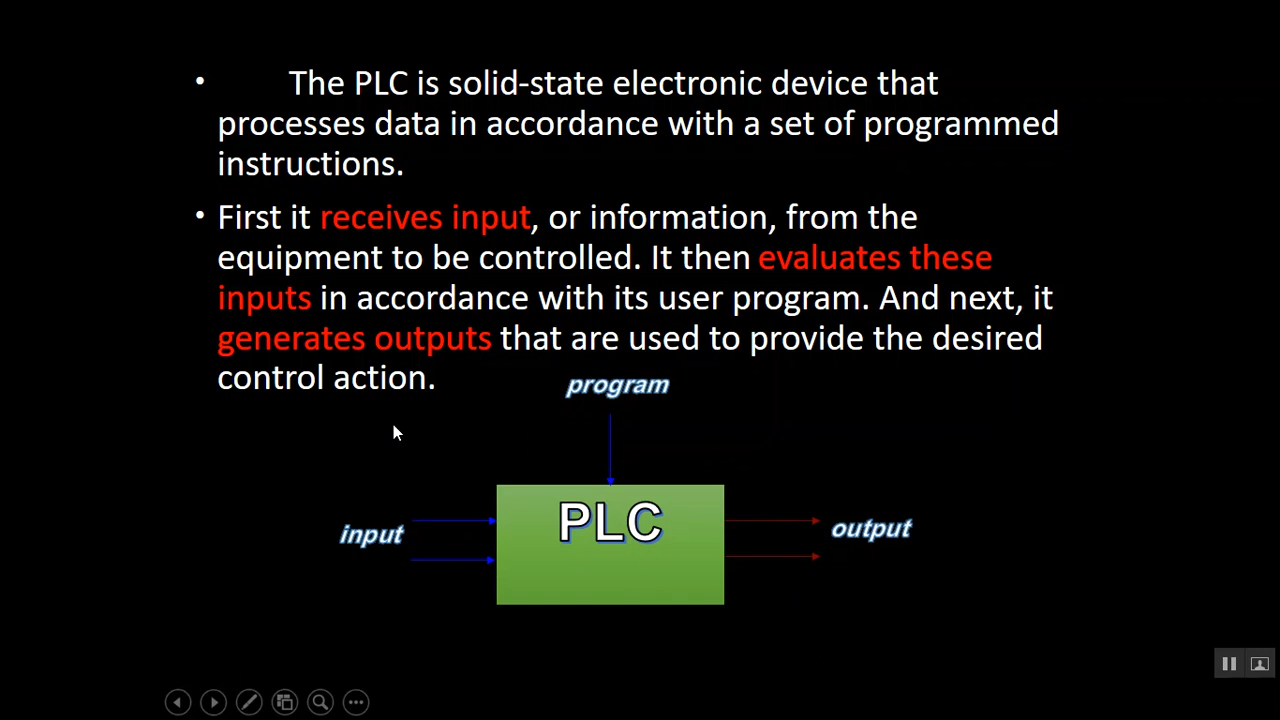 • The PLC is solid-state electronic device that
processes data in accordance with a set of programmed
instructions.
• First it receives input, or information, from the
equipment to be controlled. It then evaluates these
inputs in accordance with its user program. And next, it
generates outputs that are used to provide the desired
control action.
program
PLC
input
output